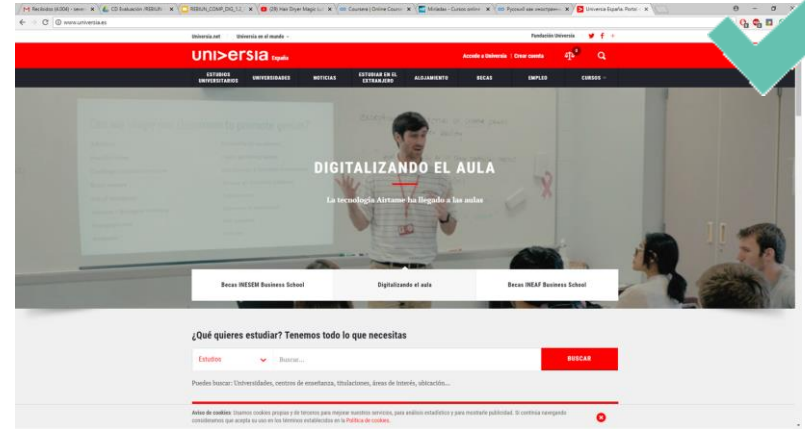 www.universia.es
Universia.net Universia en el mundo
Fundación Universia
UNI>ERSIA España
Accede a Universia | Crear cuenta
ESTUDIOS UNIVERSITARIOS UNIVERSIDADES NOTICIAS ESTUDIAR EN EL EXTRANJERO ALOJAMIENTO BECAS EMPLEO CURSOS
DIGITALIZANDO EL AULA
La tecnología Airtame ha llegado a las aulas
Becas INESEM Business School Digitalizando el aula Becas INEAF Business School
¿Qué quieres estudiar? Tenemos todo lo que necesitas
Estudios Buscar... BUSCAR
Puedes buscar: Universidades, centros de enseñanza, titulaciones, áreas de interés, ubicación...
Aviso de cookies: Usamos cookies propias y de terceros para mejorar nuestros servicios, para análisis estadístico y para mostrarle publicidad. Si continua navegando
consideramos que acepta su uso en los términos establecidos en la Política de cookies.